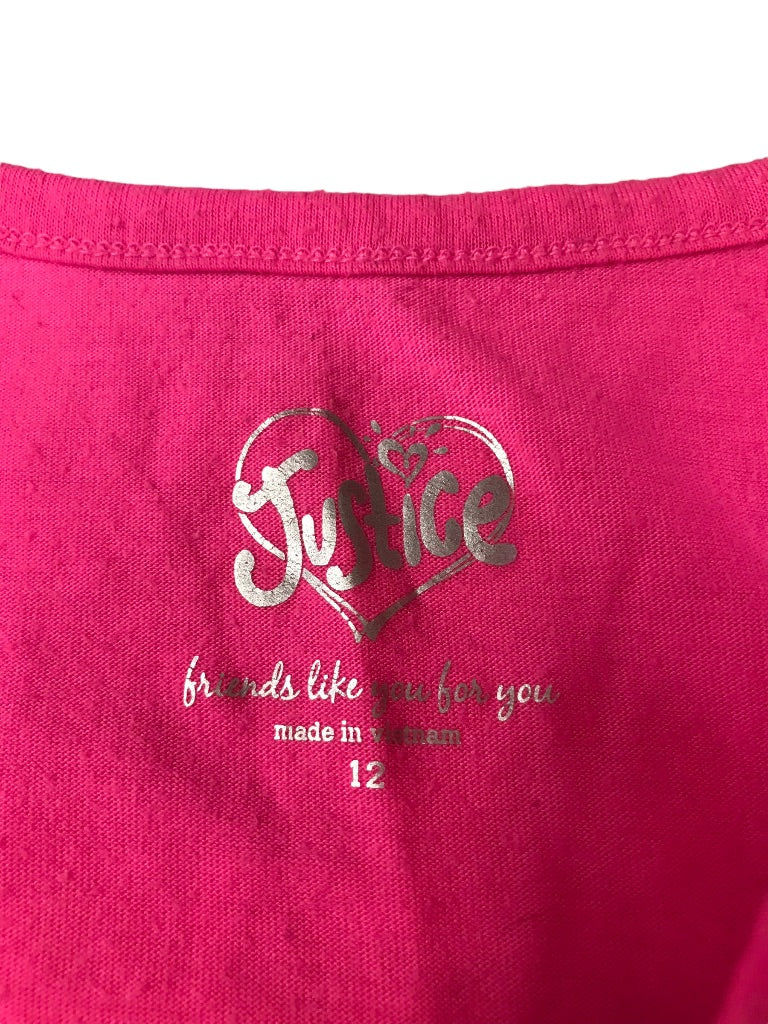 Justice
friends like you for you
made in vietnam
12